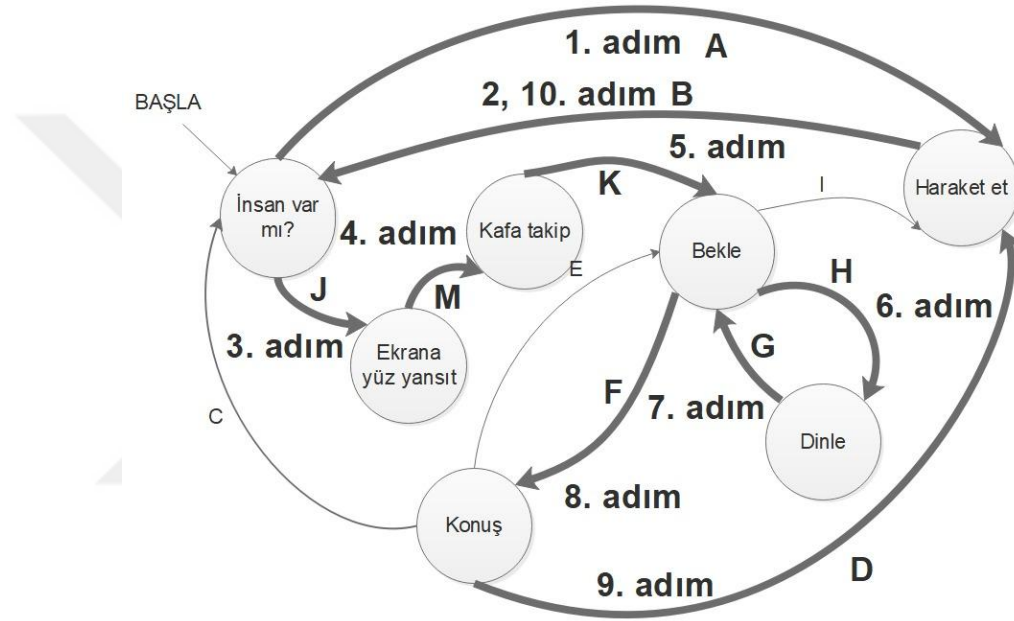 1. adım A
2, 10. adım B
BAŞLA
5. adım
K
I
İnsan var
mı?
4. adım
Kafa takip
Haraket et
Bekle
E
H
J
M
6. adım
3. adım
Ekrana
yüz yansıt
G
F
7. adım
C
Dinle
8. adım
Konuş
D
9. adım